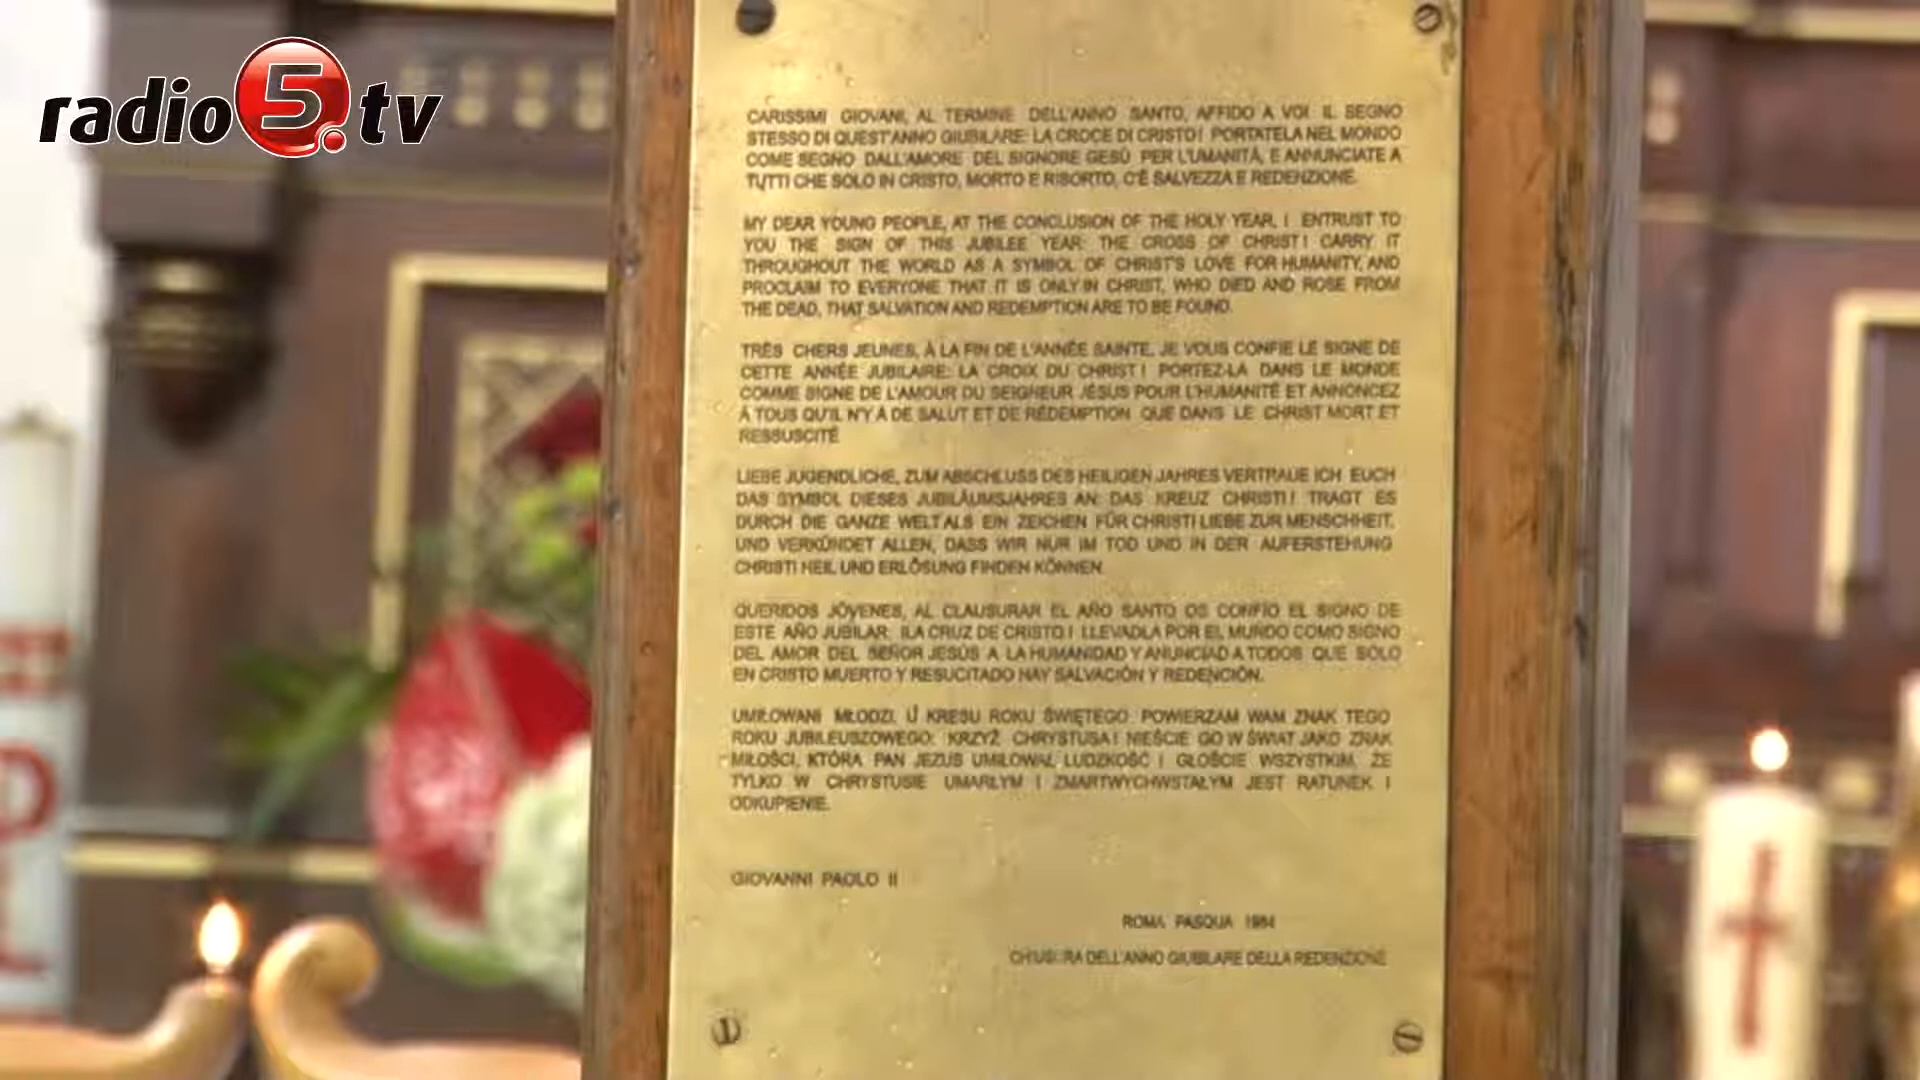 radio5.tv
CARISSIMI GIOVANI, AL TERMINE DELL'ANNO SANTO, AFFIDO A VOI IL SEGNO
STESSO DI QUEST'ANNO GIUBILARE: LA CROCE DI CRISTO! PORTATELA NEL MONDO
COME SEGNO DALL'AMORE DEL SIGNORE GESÙ PER L'UMANITÀ, E ANNUNCIATE A
TUTTI CHE SOLO IN CRISTO, MORTO E RISORTO, C'È SALVEZZA E REDENZIONE.
MY DEAR YOUNG PEOPLE, AT THE CONCLUSION OF THE HOLY YEAR, I ENTRUST TO
YOU THE SIGN OF THIS JUBILEE YEAR: THE CROSS OF CHRIST! CARRY IT
THROUGHOUT THE WORLD AS A SYMBOL OF CHRIST'S LOVE FOR HUMANITY, AND
PROCLAIM TO EVERYONE THAT IT IS ONLY IN CHRIST, WHO DIED AND ROSE FROM
THE DEAD, THAT SALVATION AND REDEMPTION ARE TO BE FOUND.
TRÈS CHERS JEUNES, À LA FIN DE L'ANNÉE SAINTE, JE VOUS CONFIE LE SIGNE DE
CETTE ANNÉE JUBILAIRE: LA CROIX DU CHRIST! PORTEZ-LA DANS LE MONDE
COMME SIGNE DE L'AMOUR DU SEIGNEUR JÉSUS POUR L'HUMANITÉ ET ANNONCEZ
À TOUS QU'IL N'Y A DE SALUT ET DE RÉDEMPTION QUE DANS LE CHRIST MORT ET
RESSUSCITÉ
LIEBE JUGENDLICHE, ZUM ABSCHLUSS DES HEILIGEN JAHRES VERTRAUE ICH EUCH
DAS SYMBOL DIESES JUBILÄUMSJAHRES AN: DAS KREUZ CHRISTI! TRAGT ES
DURCH DIE GANZE WELT ALS EIN ZEICHEN FÜR CHRISTI LIEBE ZUR MENSCHHEIT,
UND VERKÜNDET ALLEN, DASS WIR NUR IM TOD UND IN DER AUFERSTEHUNG
CHRISTI HEIL UND ERLÖSUNG FINDEN KÖNNEN
QUERIDOS JÓVENES, AL CLAUSURAR EL AÑO SANTO OS CONFÍO EL SIGNO DE
ESTE AÑO JUBILAR: ¡LA CRUZ DE CRISTO! LLEVADLA POR EL MUNDO COMO SIGNO
DEL AMOR DEL SEÑOR JESÚS A LA HUMANIDAD Y ANUNCIAD A TODOS QUE SÓLO
EN CRISTO MUERTO Y RESUCITADO HAY SALVACIÓN Y REDENCIÓN.
UMIŁOWANI MŁODZI, U KRESU ROKU ŚWIĘTEGO POWIERZAM WAM ZNAK TEGO
ROKU JUBILEUSZOWEGO: KRZYŻ CHRYSTUSA! NIEŚCIE GO W ŚWIAT JAKO ZNAK
MIŁOŚCI, KTÓRĄ PAN JEZUS UMIŁOWAŁ LUDZKOŚĆ I GŁOŚCIE WSZYSTKIM, ŻE
TYLKO W CHRYSTUSIE UMARŁYM I ZMARTWYCHWSTAŁYM JEST RATUNEK I
ODKUPIENIE.
GIOVANNI PAOLO II
ROMA PASQUA 1984
CHIUSURA DELL'ANNO GIUBILARE DELLA REDENZIONE